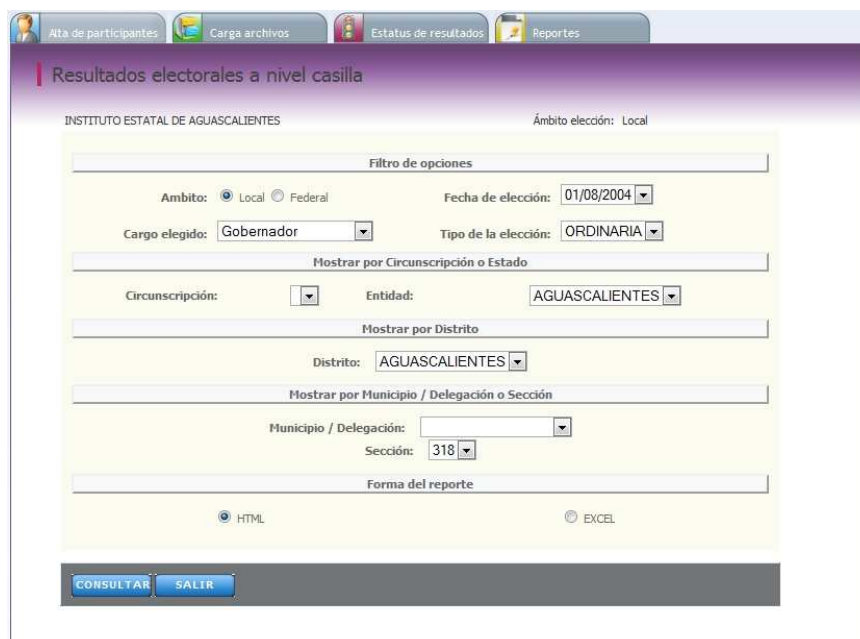 Alta de participantes Carga archivos Estatus de resultados Reportes
Resultados electorales a nivel casilla
INSTITUTO ESTATAL DE AGUASCALIENTES Ámbito elección: Local
Filtro de opciones
Ambito: Local Federal Fecha de elección: 01/08/2004
Cargo elegido: Gobernador Tipo de la elección: ORDINARIA
Mostrar por Circunscripción o Estado
Circunscripción: Entidad: AGUASCALIENTES
Mostrar por Distrito
Distrito: AGUASCALIENTES
Mostrar por Municipio / Delegación o Sección
Municipio / Delegación:
Sección: 318
Forma del reporte
HTML EXCEL
CONSULTAR SALIR